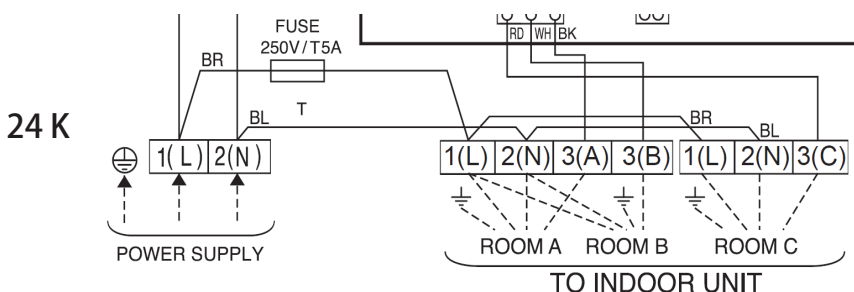 FUSE
250V/T5A
RD WH BK
BR
T
BL
BR
BL
24 K
1(L) 2(N)
1(L) 2(N) 3(A) 3(B) 1(L) 2(N) 3(C)
POWER SUPPLY
ROOM A ROOM B ROOM C
TO INDOOR UNIT